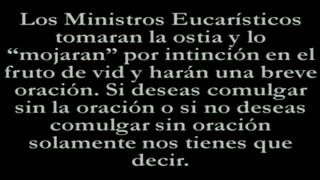 Los Ministros Eucarísticos
tomaran la ostia y lo
“mojaran” por intinción en el
fruto de vid y harán una breve
oración. Si deseas comulgar
sin la oración o si no deseas
comulgar sin oración
solamente nos tienes que
decir.